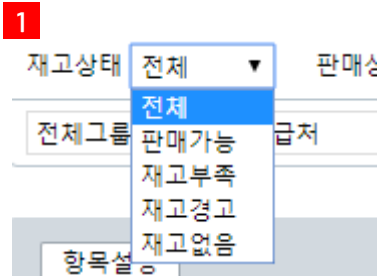 1
재고상태 전체 ▼ 판매상
전체
전체그룹 판매가능 급처
재고부족
재고경고
재고없음
항목설정